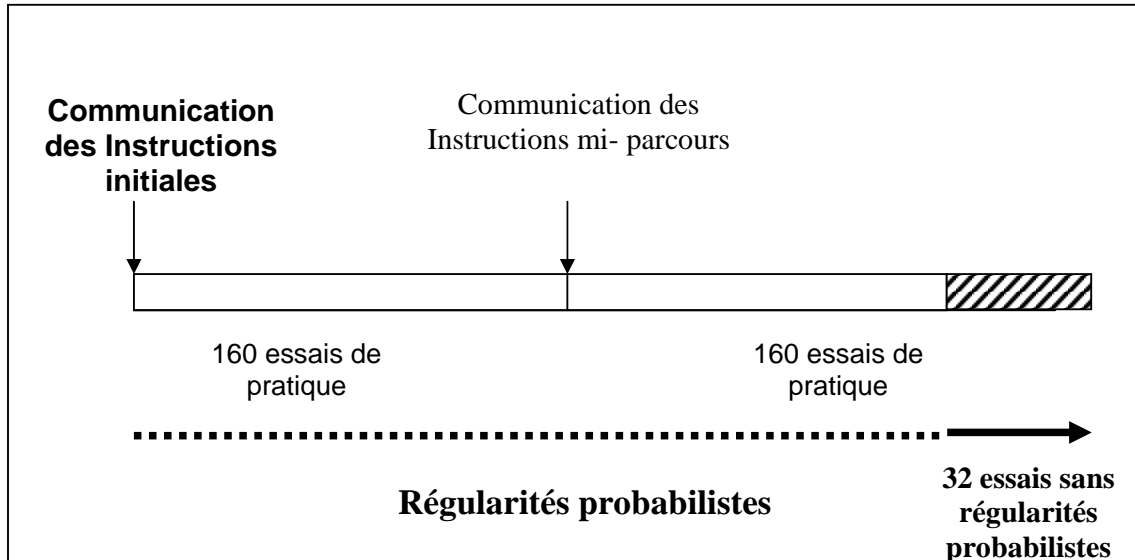 Communication
des Instructions
initiales
Communication des
Instructions mi- parcours
160 essais de
pratique
160 essais de
pratique
Régularités probabilistes
32 essais sans
régularités
probabilistes